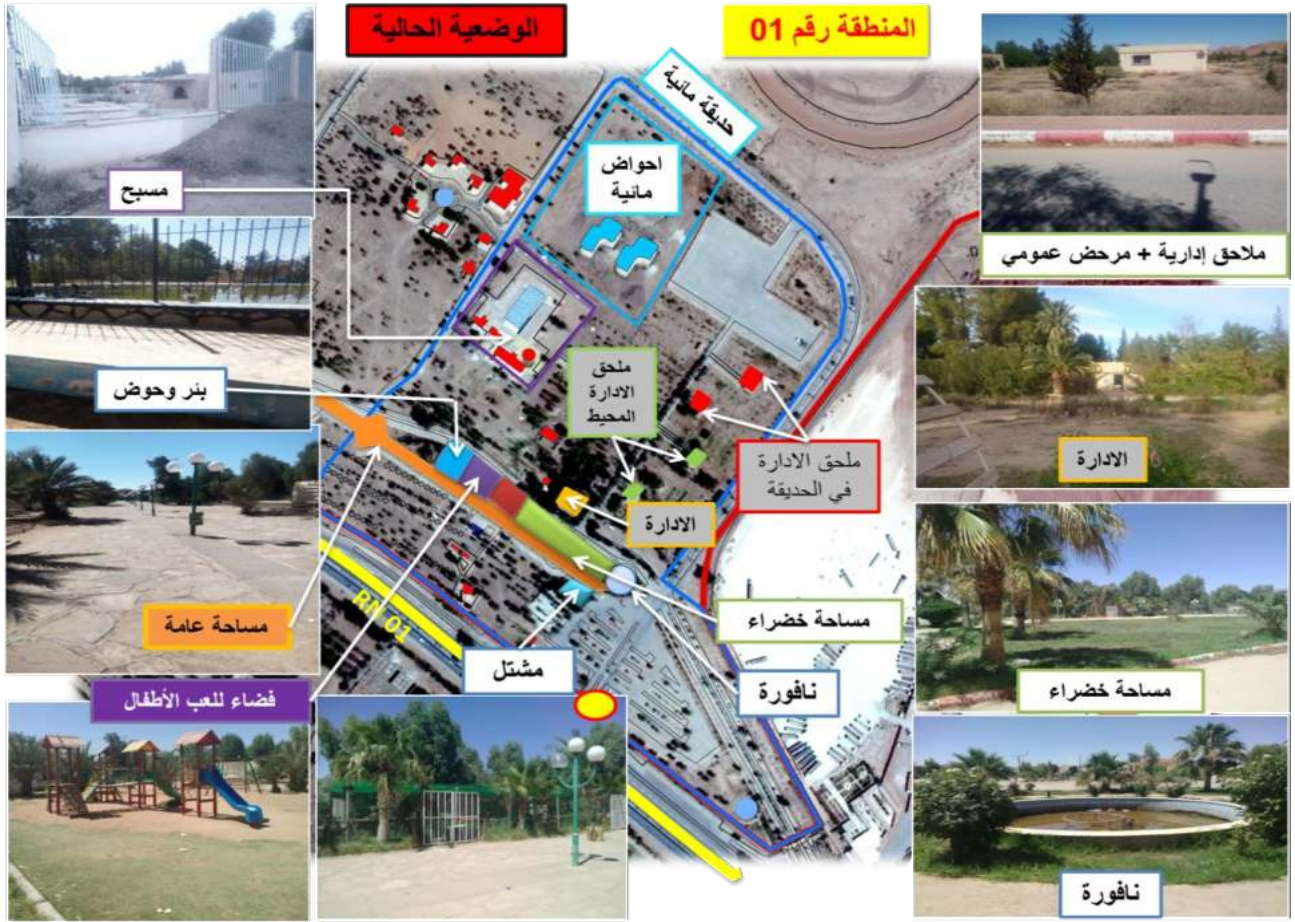 المنطقة رقم 01
الوضعية الحالية
حديقة مائية
احواض
مائية
مسبح
ملاحق إدارية + مرحض عمومي
بئر وحوض
ملحق
الادارة
المحيط
ملحق الادارة
في الحديقة
الادارة
الادارة
مساحة عامة
RN 01
مساحة خضراء
مشتل
نافورة
مساحة خضراء
فضاء للعب الأطفال
نافورة